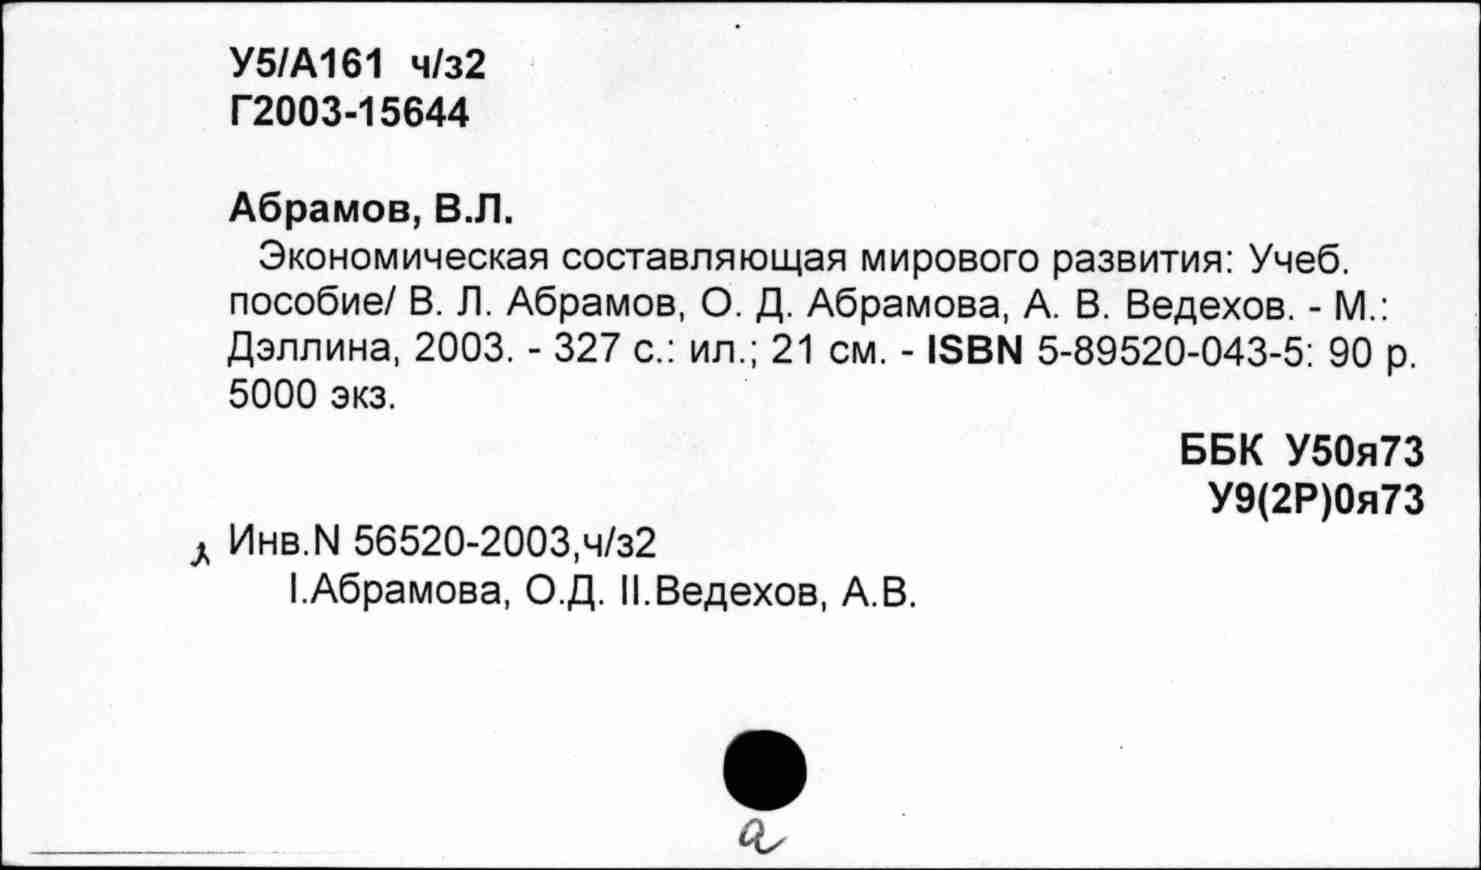 У5/А161 ч/з2
Г2003-15644
Абрамов, В.Л.
Экономическая составляющая мирового развития: Учеб.
пособие/ В. Л. Абрамов, О. Д. Абрамова, А. В. Ведехов. - М.:
Дэллина, 2003. - 327 с.: ил.; 21 см. - ISBN 5-89520-043-5: 90 р.
5000 экз.
ББК У50я73
У9(2Р)0я73
Инв.N 56520-2003,ч/з2
I.Абрамова, О.Д. II.Ведехов, А.В.